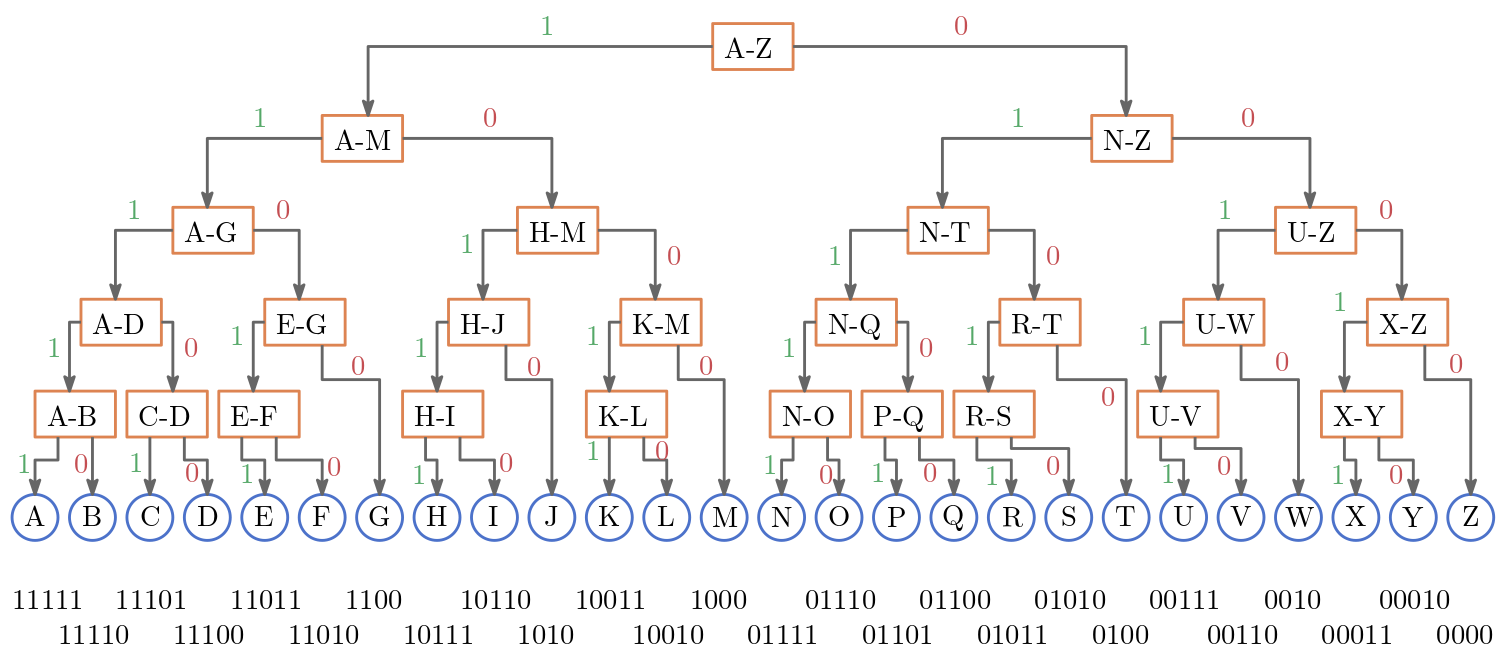 1 0
A-Z
1 0 1 0
A-M N-Z
1 0 1 0
A-G H-M N-T U-Z
1 0 1 0 1
A-D E-G H-J K-M N-Q R-T U-W X-Z
1 0 1 0 1 0 1 0 1 0 1 0 1 0 1 0
A-B C-D E-F H-I K-L N-O P-Q R-S U-V X-Y
1 0 1 0 1 0 1 0 1 0 1 0 1 0 1 0 1 0 1 0
A B C D E F G H I J K L M N O P Q R S T U V W X Y Z
11111 11101 11011 1100 10110 10011 1000 01110 01100 01010 00111 0010 00010
11110 11100 11010 10111 1010 10010 01111 01101 01011 0100 00110 00011 0000